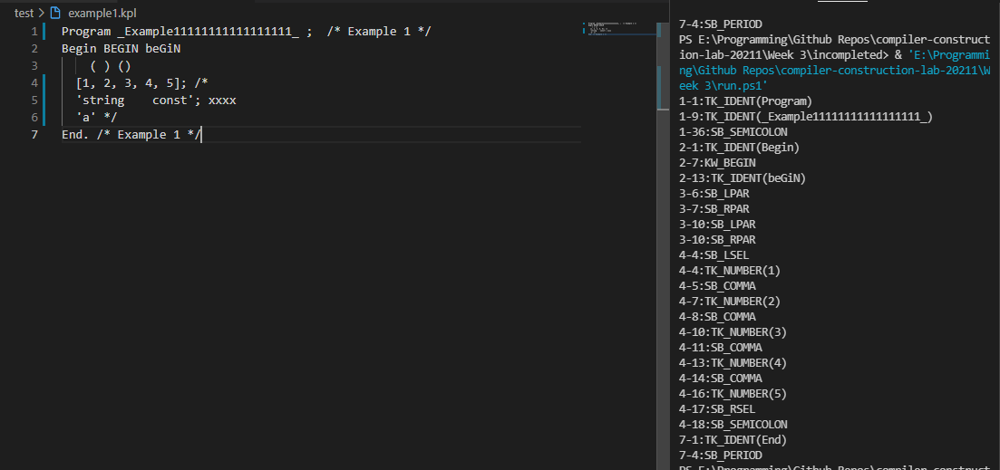 test > example1.kpl
1 Program _Example11111111111111111_ ;  /* Example 1 */
2 Begin BEGIN beGiN
3     ( ) ()
4   [1, 2, 3, 4, 5]; /*
5   'string    const'; xxxx
6   'a' */
7 End. /* Example 1 */
7-4:SB_PERIOD
PS E:\Programming\Github Repos\compiler-construct
ion-lab-20211\Week 3\incompleted> & 'E:\Programmi
ng\Github Repos\compiler-construction-lab-20211\W
eek 3\run.ps1'
1-1:TK_IDENT(Program)
1-9:TK_IDENT(_Example11111111111111111_)
1-36:SB_SEMICOLON
2-1:TK_IDENT(Begin)
2-7:KW_BEGIN
2-13:TK_IDENT(beGiN)
3-6:SB_LPAR
3-7:SB_RPAR
3-10:SB_LPAR
3-10:SB_RPAR
4-4:SB_LSEL
4-4:TK_NUMBER(1)
4-5:SB_COMMA
4-7:TK_NUMBER(2)
4-8:SB_COMMA
4-10:TK_NUMBER(3)
4-11:SB_COMMA
4-13:TK_NUMBER(4)
4-14:SB_COMMA
4-16:TK_NUMBER(5)
4-17:SB_RSEL
4-18:SB_SEMICOLON
7-1:TK_IDENT(End)
7-4:SB_PERIOD
PS E:\Programming\Github Repos\compiler-construct